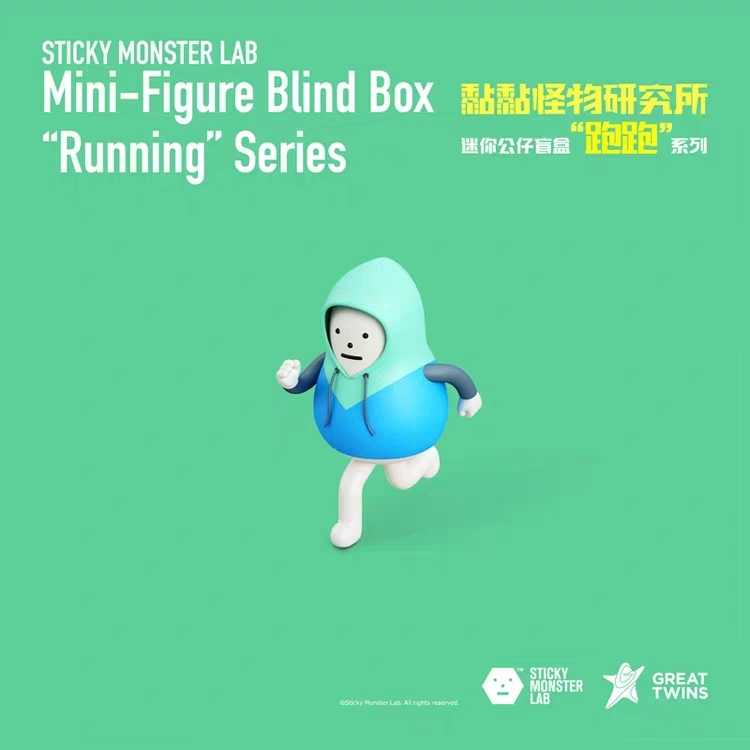 STICKY MONSTER LAB
Mini-Figure Blind Box
“Running” Series
黏黏怪物研究所
迷你公仔盲盒“跑跑”系列
©Sticky Monster Lab. All rights reserved.
TM
STICKY
MONSTER
LAB
GREAT
TWINS